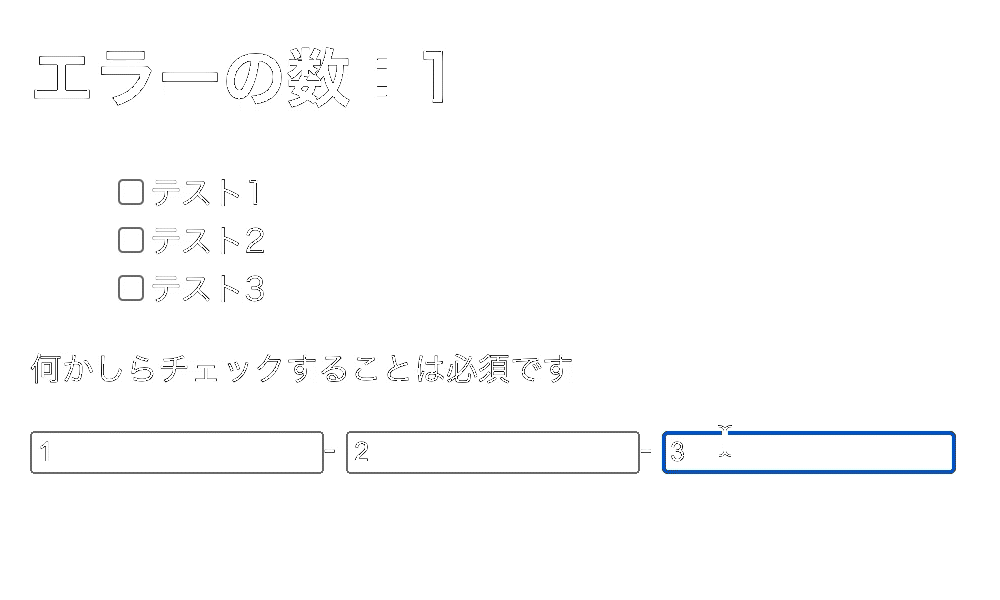 エラーの数：1
テスト1
テスト2
テスト3
何かしらチェックすることは必須です
1 - 2 - 3